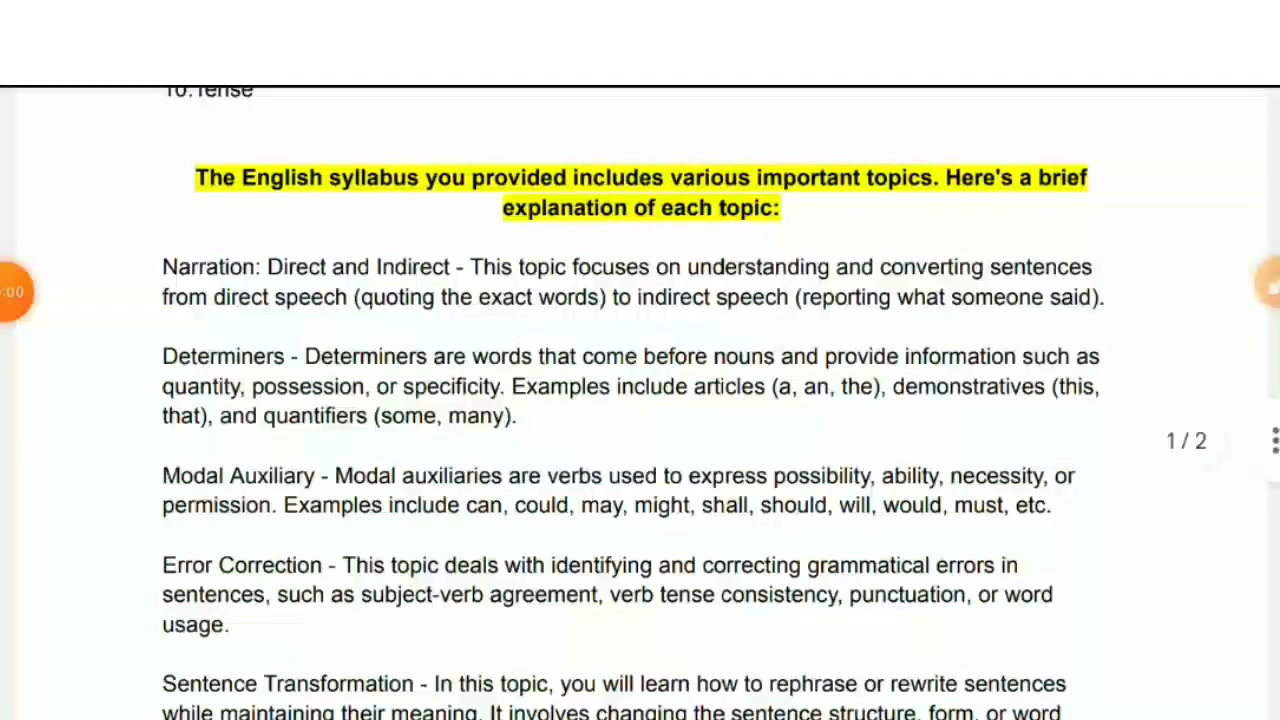 10. Tense
The English syllabus you provided includes various important topics. Here's a brief
explanation of each topic:
Narration: Direct and Indirect - This topic focuses on understanding and converting sentences
from direct speech (quoting the exact words) to indirect speech (reporting what someone said).
:00
Determiners - Determiners are words that come before nouns and provide information such as
quantity, possession, or specificity. Examples include articles (a, an, the), demonstratives (this,
that), and quantifiers (some, many).
1 / 2
Modal Auxiliary - Modal auxiliaries are verbs used to express possibility, ability, necessity, or
permission. Examples include can, could, may, might, shall, should, will, would, must, etc.
Error Correction - This topic deals with identifying and correcting grammatical errors in
sentences, such as subject-verb agreement, verb tense consistency, punctuation, or word
usage.
Sentence Transformation - In this topic, you will learn how to rephrase or rewrite sentences
while maintaining their meaning. It involves changing the sentence structure, form, or word